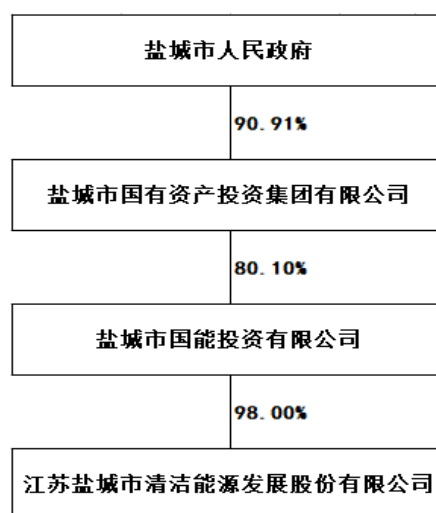 盐城市人民政府
90.91%
盐城市国有资产投资集团有限公司
80.10%
盐城市国能投资有限公司
98.00%
江苏盐城市清洁能源发展股份有限公司